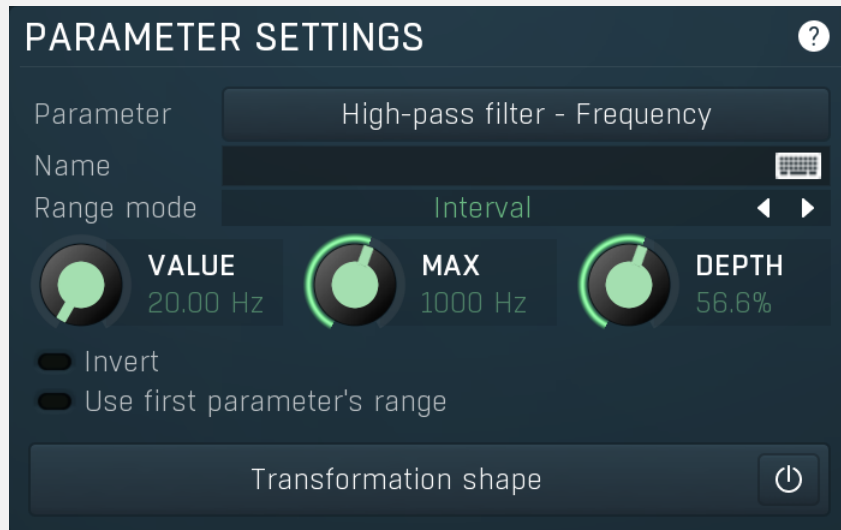 PARAMETER SETTINGS ?
Parameter High-pass filter - Frequency
Name
Range mode Interval
VALUE MAX DEPTH
20.00 Hz 1000 Hz 56.6%
Invert
Use first parameter's range
Transformation shape